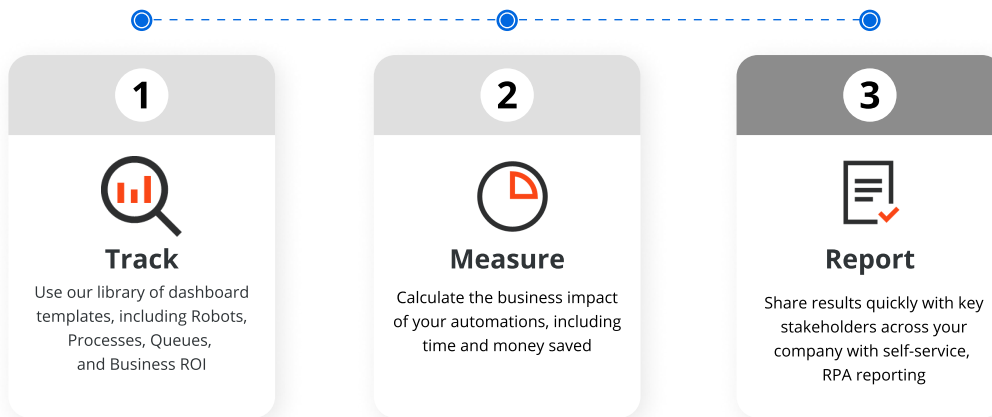 1
Track
Use our library of dashboard
templates, including Robots,
Processes, Queues,
and Business ROI
2
Measure
Calculate the business impact
of your automations, including
time and money saved
3
Report
Share results quickly with key
stakeholders across your
company with self-service,
RPA reporting